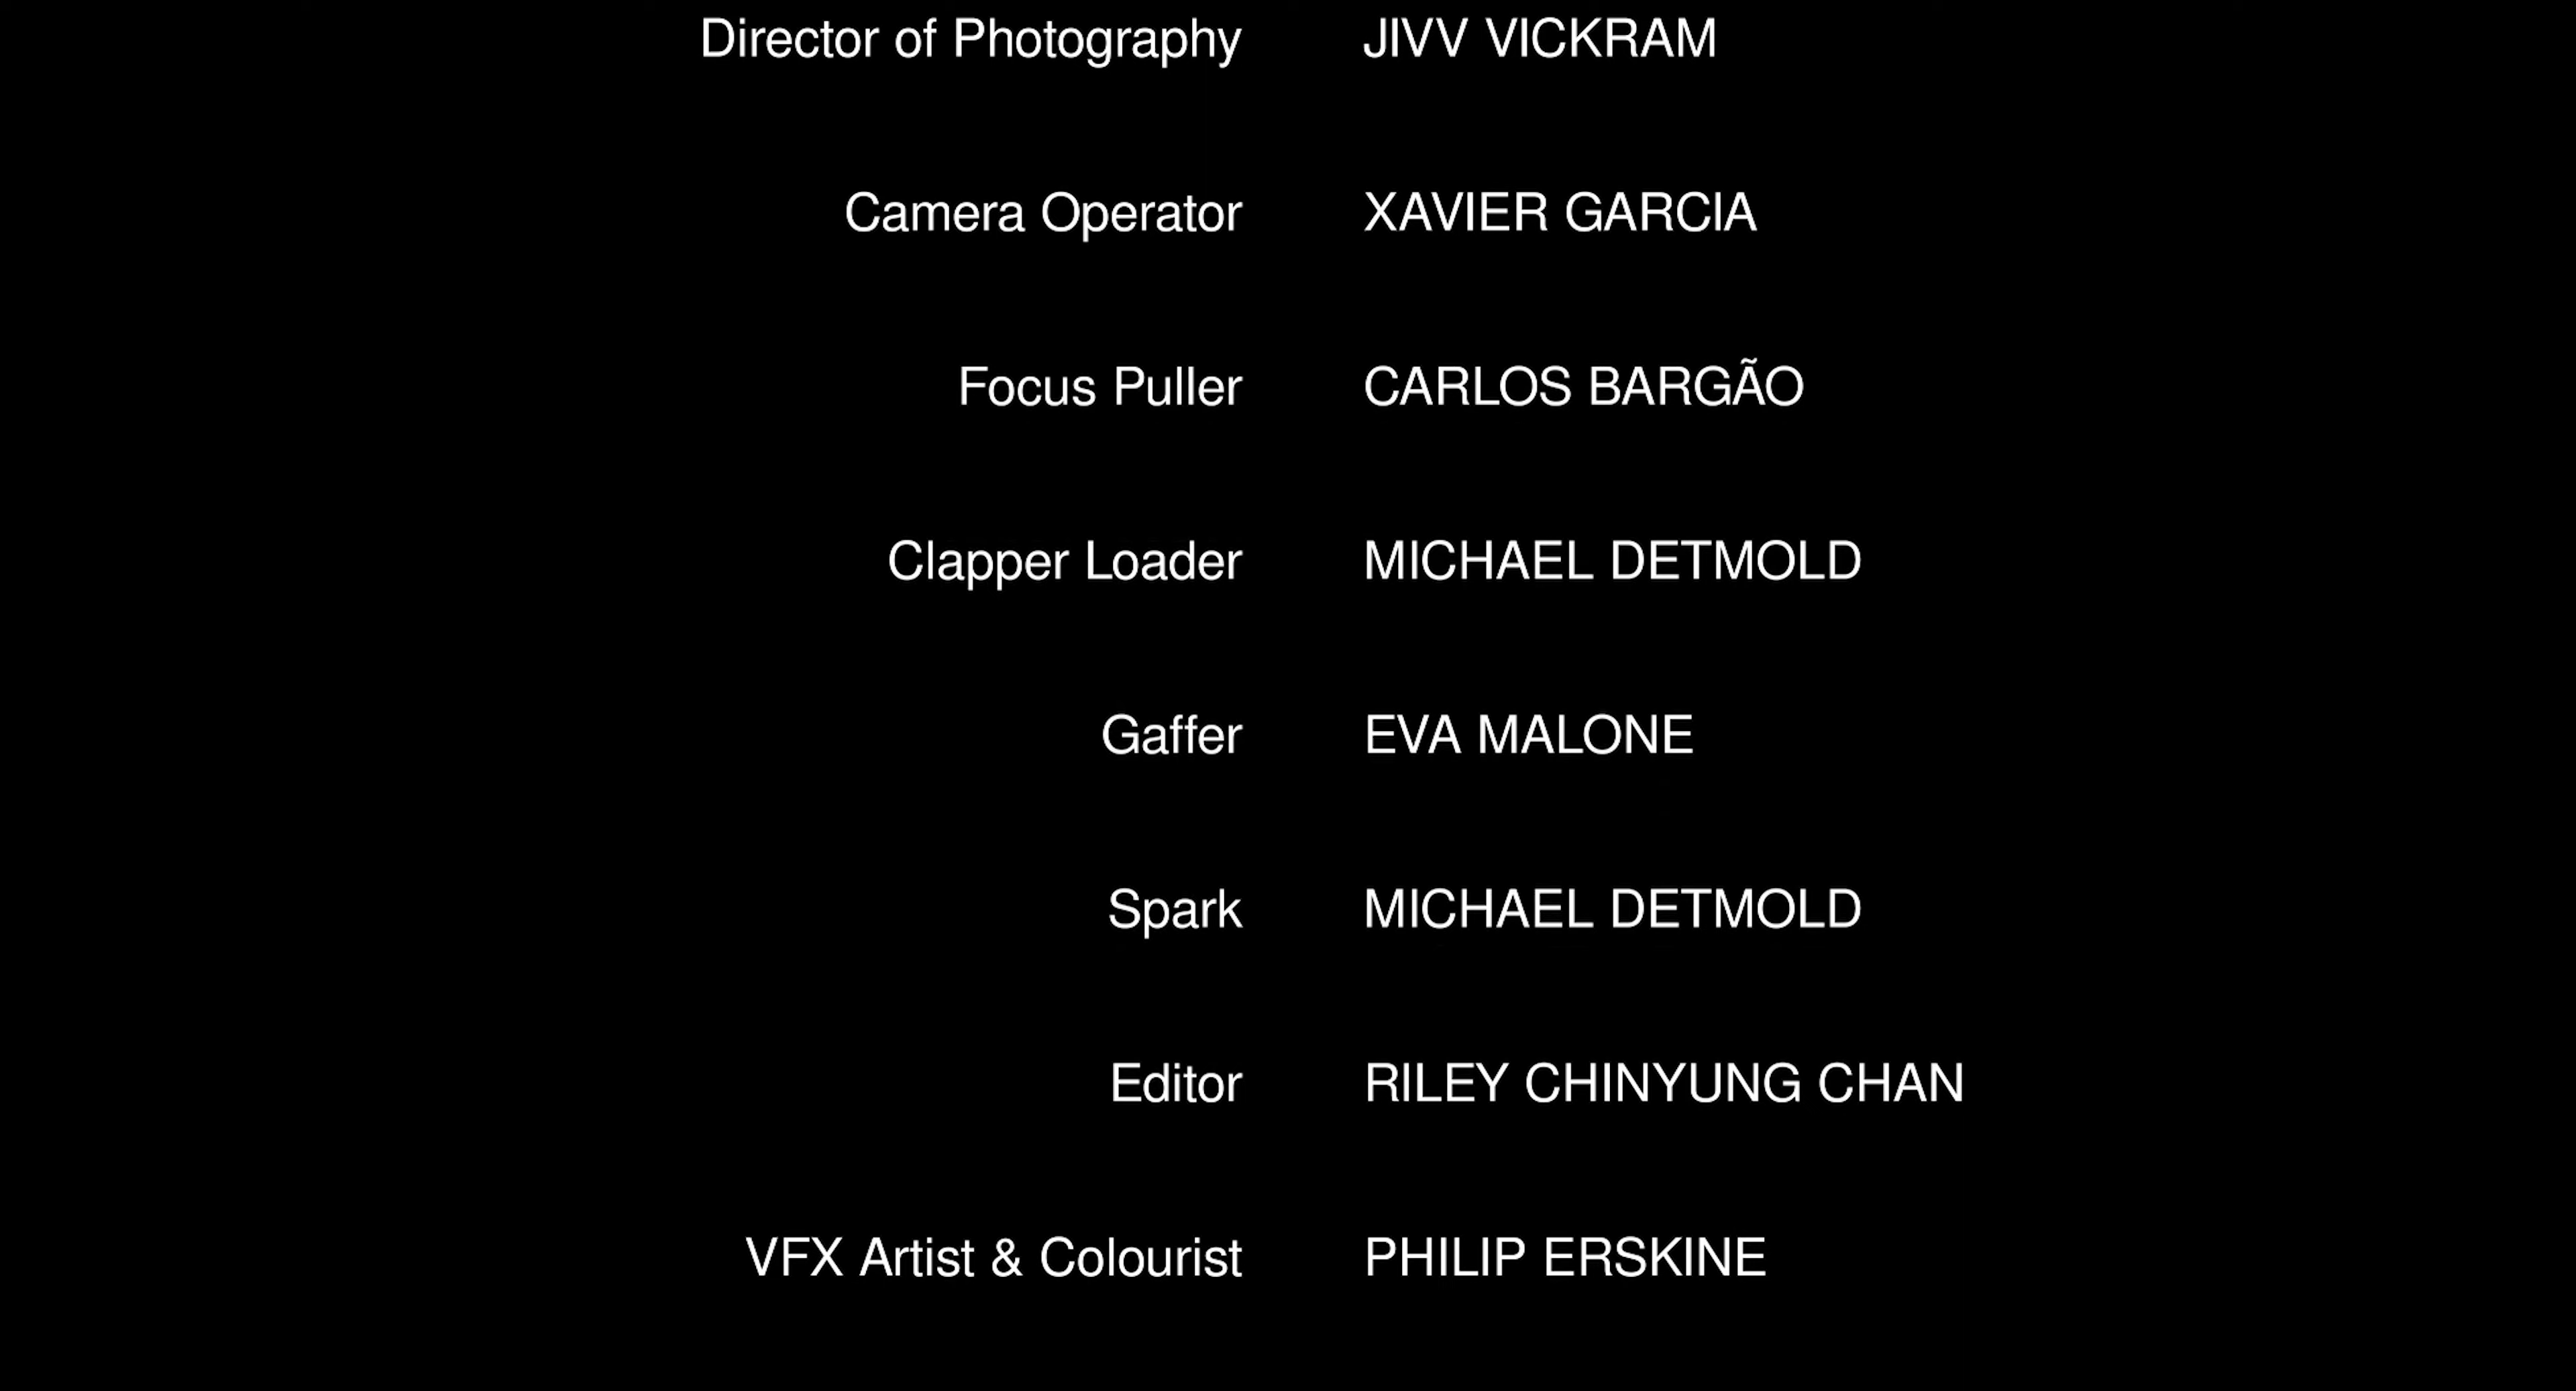 Director of Photography JIVV VICKRAM
Camera Operator XAVIER GARCIA
Focus Puller CARLOS BARGÃO
Clapper Loader MICHAEL DETMOLD
Gaffer EVA MALONE
Spark MICHAEL DETMOLD
Editor RILEY CHINYUNG CHAN
VFX Artist & Colourist PHILIP ERSKINE